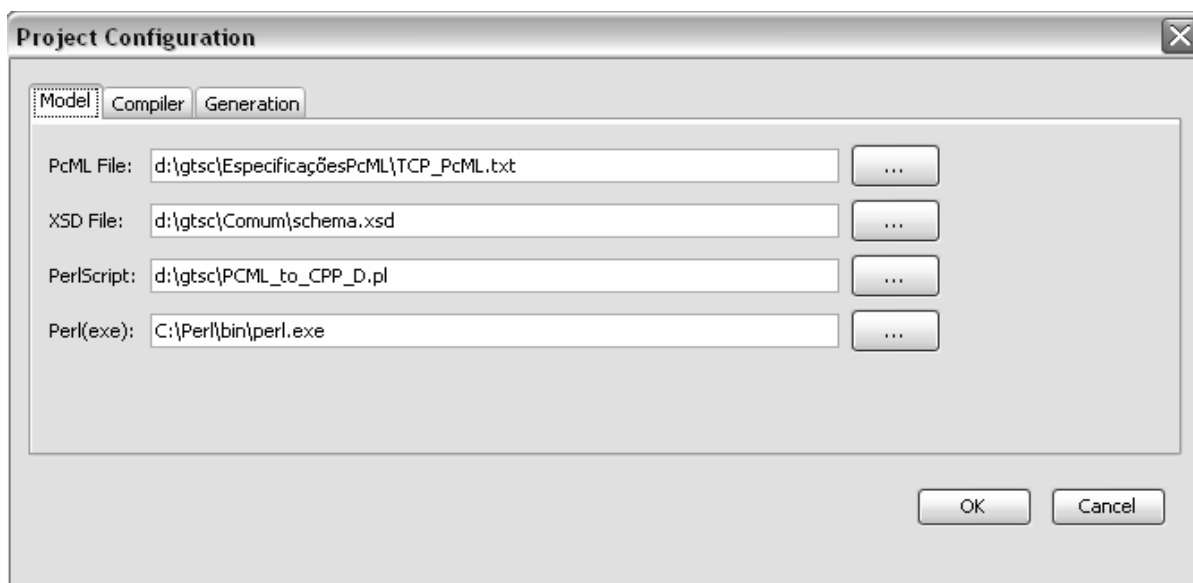 Project Configuration
Model Compiler Generation
PcML File: d:\gtsc\EspecificaçõesPcML\TCP_PcML.txt ...
XSD File: d:\gtsc\Comum\schema.xsd ...
PerlScript: d:\gtsc\PCML_to_CPP_D.pl ...
Perl(exe): C:\Perl\bin\perl.exe ...
OK Cancel